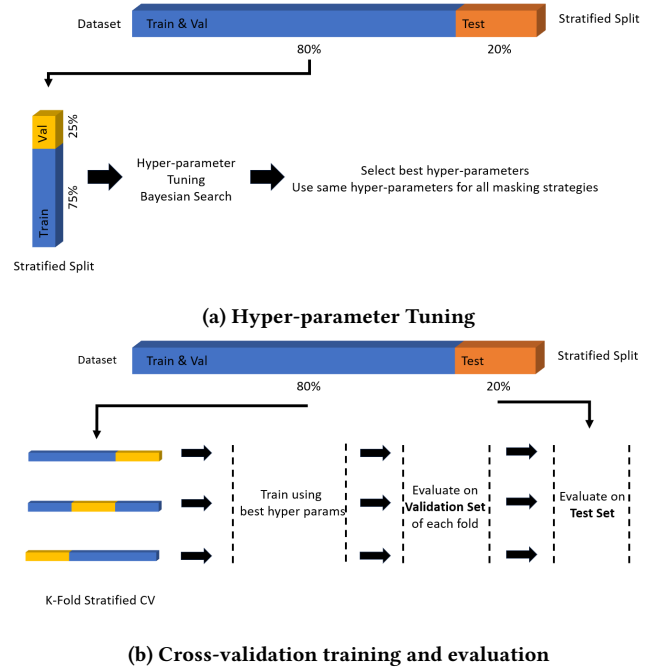 Dataset
Train & Val
Test
Stratified Split
80%
20%
Val
25%
Train
75%
Stratified Split
Hyper-parameter
Tuning
Bayesian Search
Select best hyper-parameters
Use same hyper-parameters for all masking strategies
(a) Hyper-parameter Tuning
Dataset
Train & Val
Test
Stratified Split
80%
20%
Train using
best hyper params
Evaluate on
Validation Set
of each fold
Evaluate on
Test Set
K-Fold Stratified CV
(b) Cross-validation training and evaluation